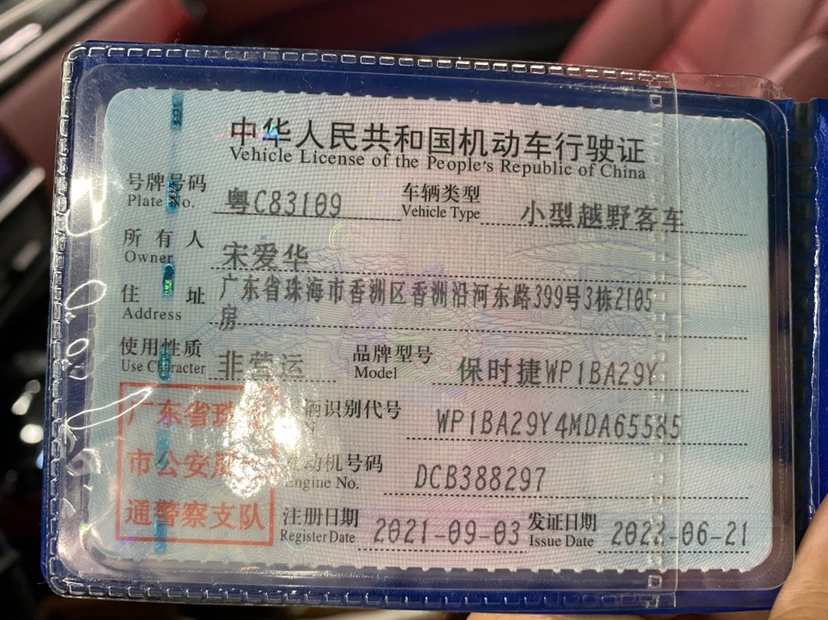 中华人民共和国机动车行驶证
Vehicle License of the People's Republic of China
号牌号码 粤C83109 车辆类型 小型越野客车
Plate No. Vehicle Type
所有人 宋爱华
Owner
住址 广东省珠海市香洲区香洲沿河东路399号3栋2105
Address 房
使用性质 非营运 品牌型号 保时捷WP1BA29Y
Use Character Model
辆识别代号 WP1BA29Y4MDA65585
动机号码 DCB388297
Engine No.
注册日期 2021-09-03 发证日期 06-21
Register Date Issue Date
广东省珠
市公安局
通警察支队